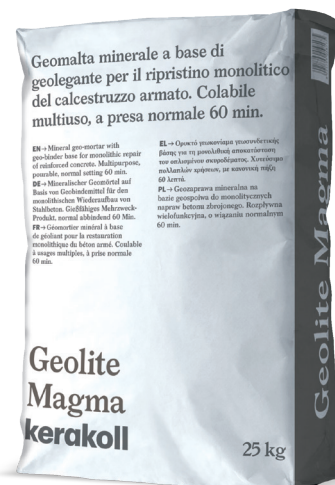 Geomalta minerale a base di
geolegante per il ripristino monolitico
del calcestruzzo armato. Colabile
multiuso, a presa normale 60 min.
EN→Mineral geo-mortar with
geo-binder base for monolithic repair
of reinforced concrete. Multipurpose,
pourable, normal setting 60 min.
DE→Mineralischer Geomörtel auf
Basis von Geobindemittel für den
monolithischen Wiederaufbau von
Stahlbeton. Gießfähiges Mehrzweck-
Produkt, normal abbindend 60 Min.
FR→Géomortier minéral à base
de géoliant pour la restauration
monolithique du béton armé. Coulable
à usages multiples, à prise normale
60 min.
EL→Ορυκτό γεωκονίαμα γεωσυνδετικής
βάσης για τη μονολιθική αποκατάσταση
του οπλισμένου σκυροδέματος. Χυτεύσιμο
πολλαπλών χρήσεων, με κανονική πήξη
60 λεπτά.
PL→Geozaprawa mineralna na
bazie geospoiwa do monolitycznych
napraw betonu zbrojonego. Rozpływna
wielofunkcyjna, o wiązaniu normalnym
60 min.
Geolite
Magma
kerakoll
25 kg
Geolite Magma